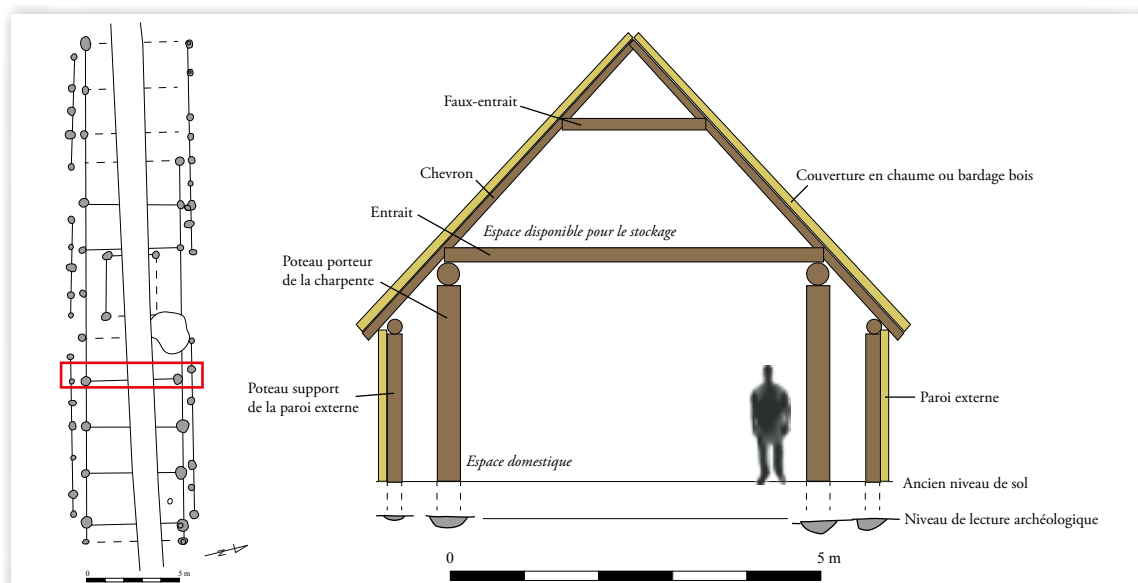 Faux-entrait
Chevron
Couverture en chaume ou bardage bois
Entrait
Espace disponible pour le stockage
Poteau porteur
de la charpente
Poteau support
de la paroi externe
Paroi externe
Espace domestique
Ancien niveau de sol
Niveau de lecture archéologique
N
0
5 m
0
5 m